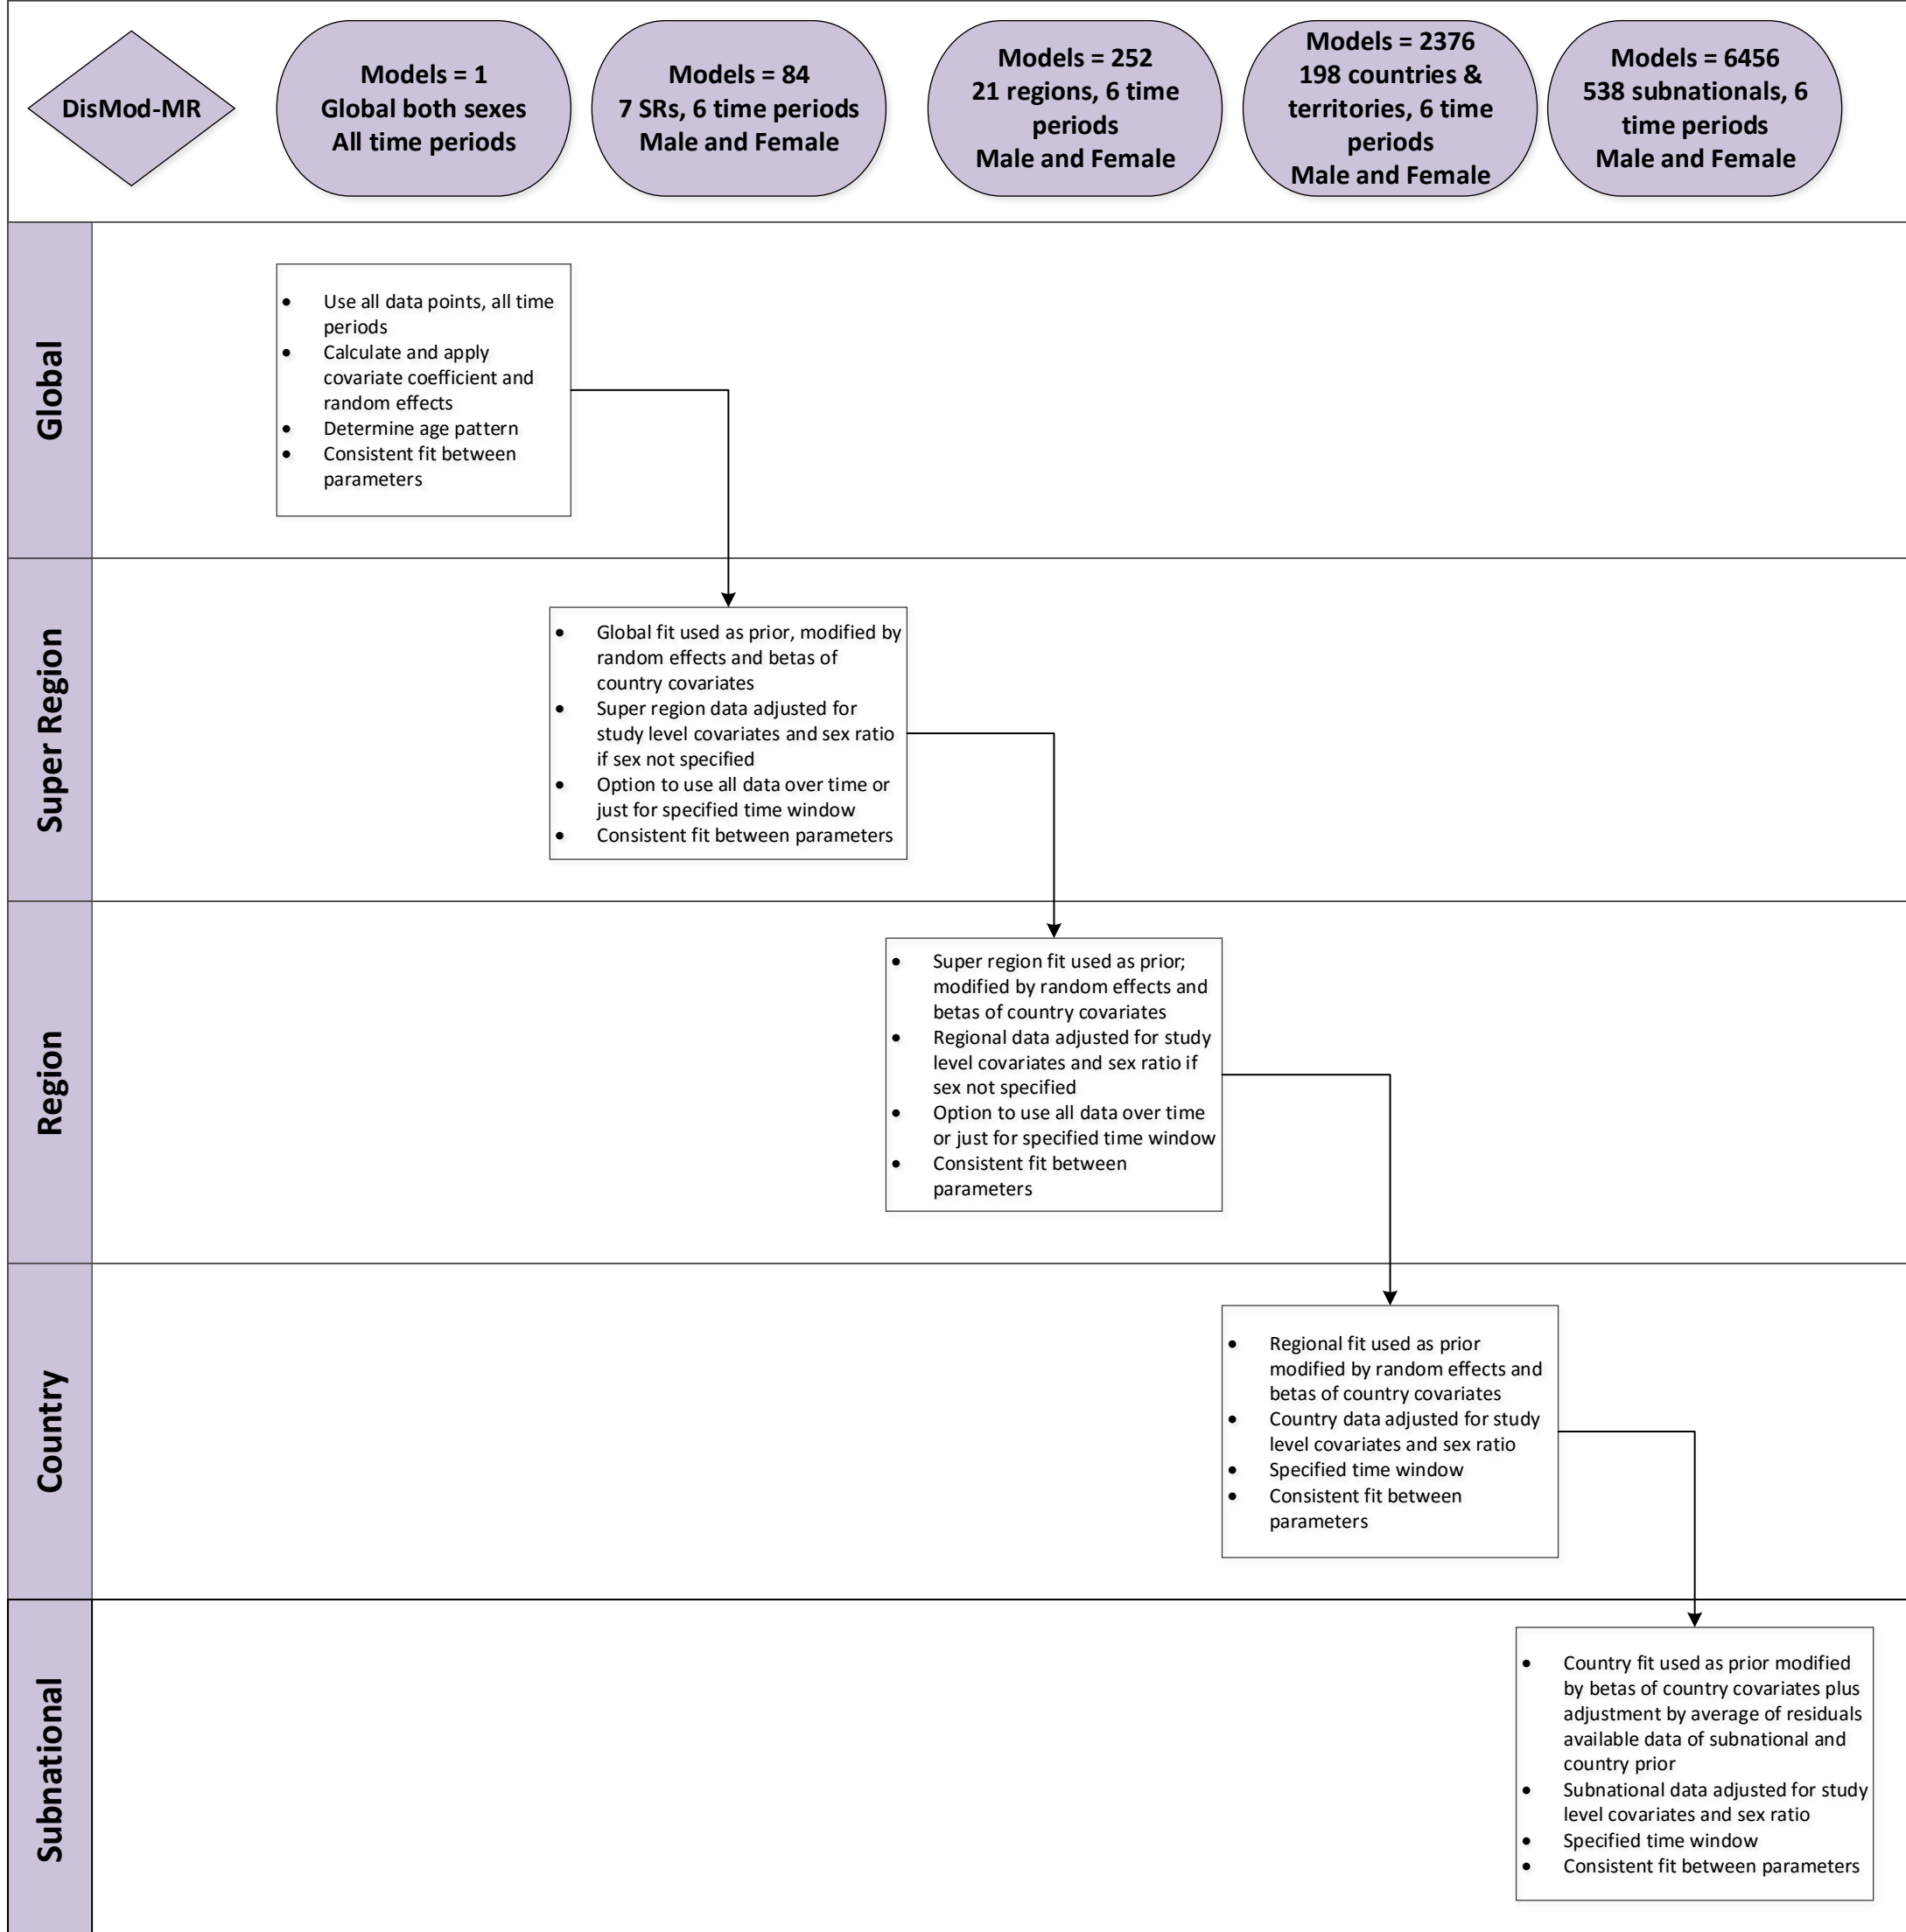 DisMod-MR
Models = 1
Global both sexes
All time periods
Models = 84
7 SRs, 6 time periods
Male and Female
Models = 252
21 regions, 6 time
periods
Male and Female
Models = 2376
198 countries &
territories, 6 time
periods
Male and Female
Models = 6456
538 subnationals, 6
time periods
Male and Female
Global
• Use all data points, all time
periods
• Calculate and apply
covariate coefficient and
random effects
• Determine age pattern
• Consistent fit between
parameters
Super Region
• Global fit used as prior, modified by
random effects and betas of
country covariates
• Super region data adjusted for
study level covariates and sex ratio
if sex not specified
• Option to use all data over time or
just for specified time window
• Consistent fit between parameters
Region
• Super region fit used as prior;
modified by random effects and
betas of country covariates
• Regional data adjusted for study
level covariates and sex ratio if
sex not specified
• Option to use all data over time
or just for specified time window
• Consistent fit between
parameters
Country
• Regional fit used as prior
modified by random effects and
betas of country covariates
• Country data adjusted for study
level covariates and sex ratio
• Specified time window
• Consistent fit between
parameters
Subnational
• Country fit used as prior modified
by betas of country covariates plus
adjustment by average of residuals
available data of subnational and
country prior
• Subnational data adjusted for study
level covariates and sex ratio
• Specified time window
• Consistent fit between parameters